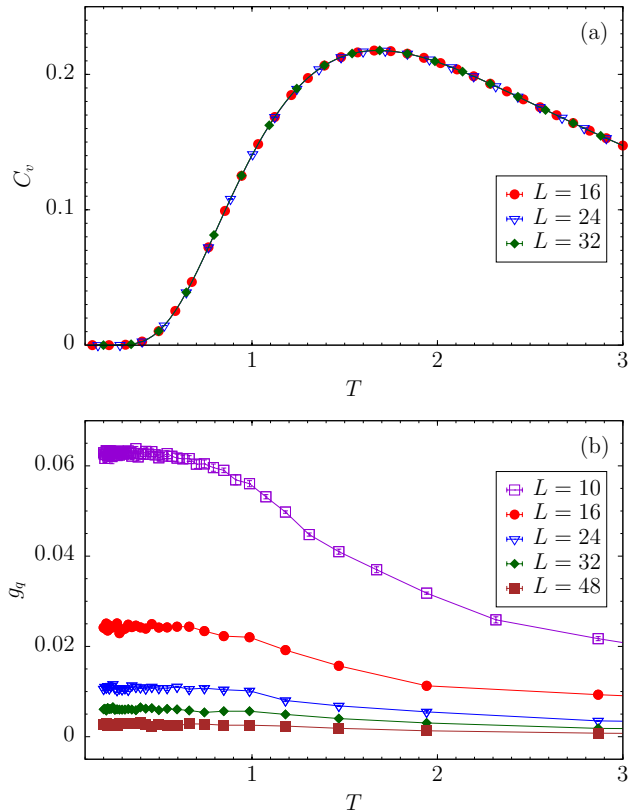 (a)
0.2
C_v
0.1
0
L = 16
L = 24
L = 32
1
2
3
T
(b)
0.06
0.04
g_q
0.02
0
L = 10
L = 16
L = 24
L = 32
L = 48
1
2
3
T